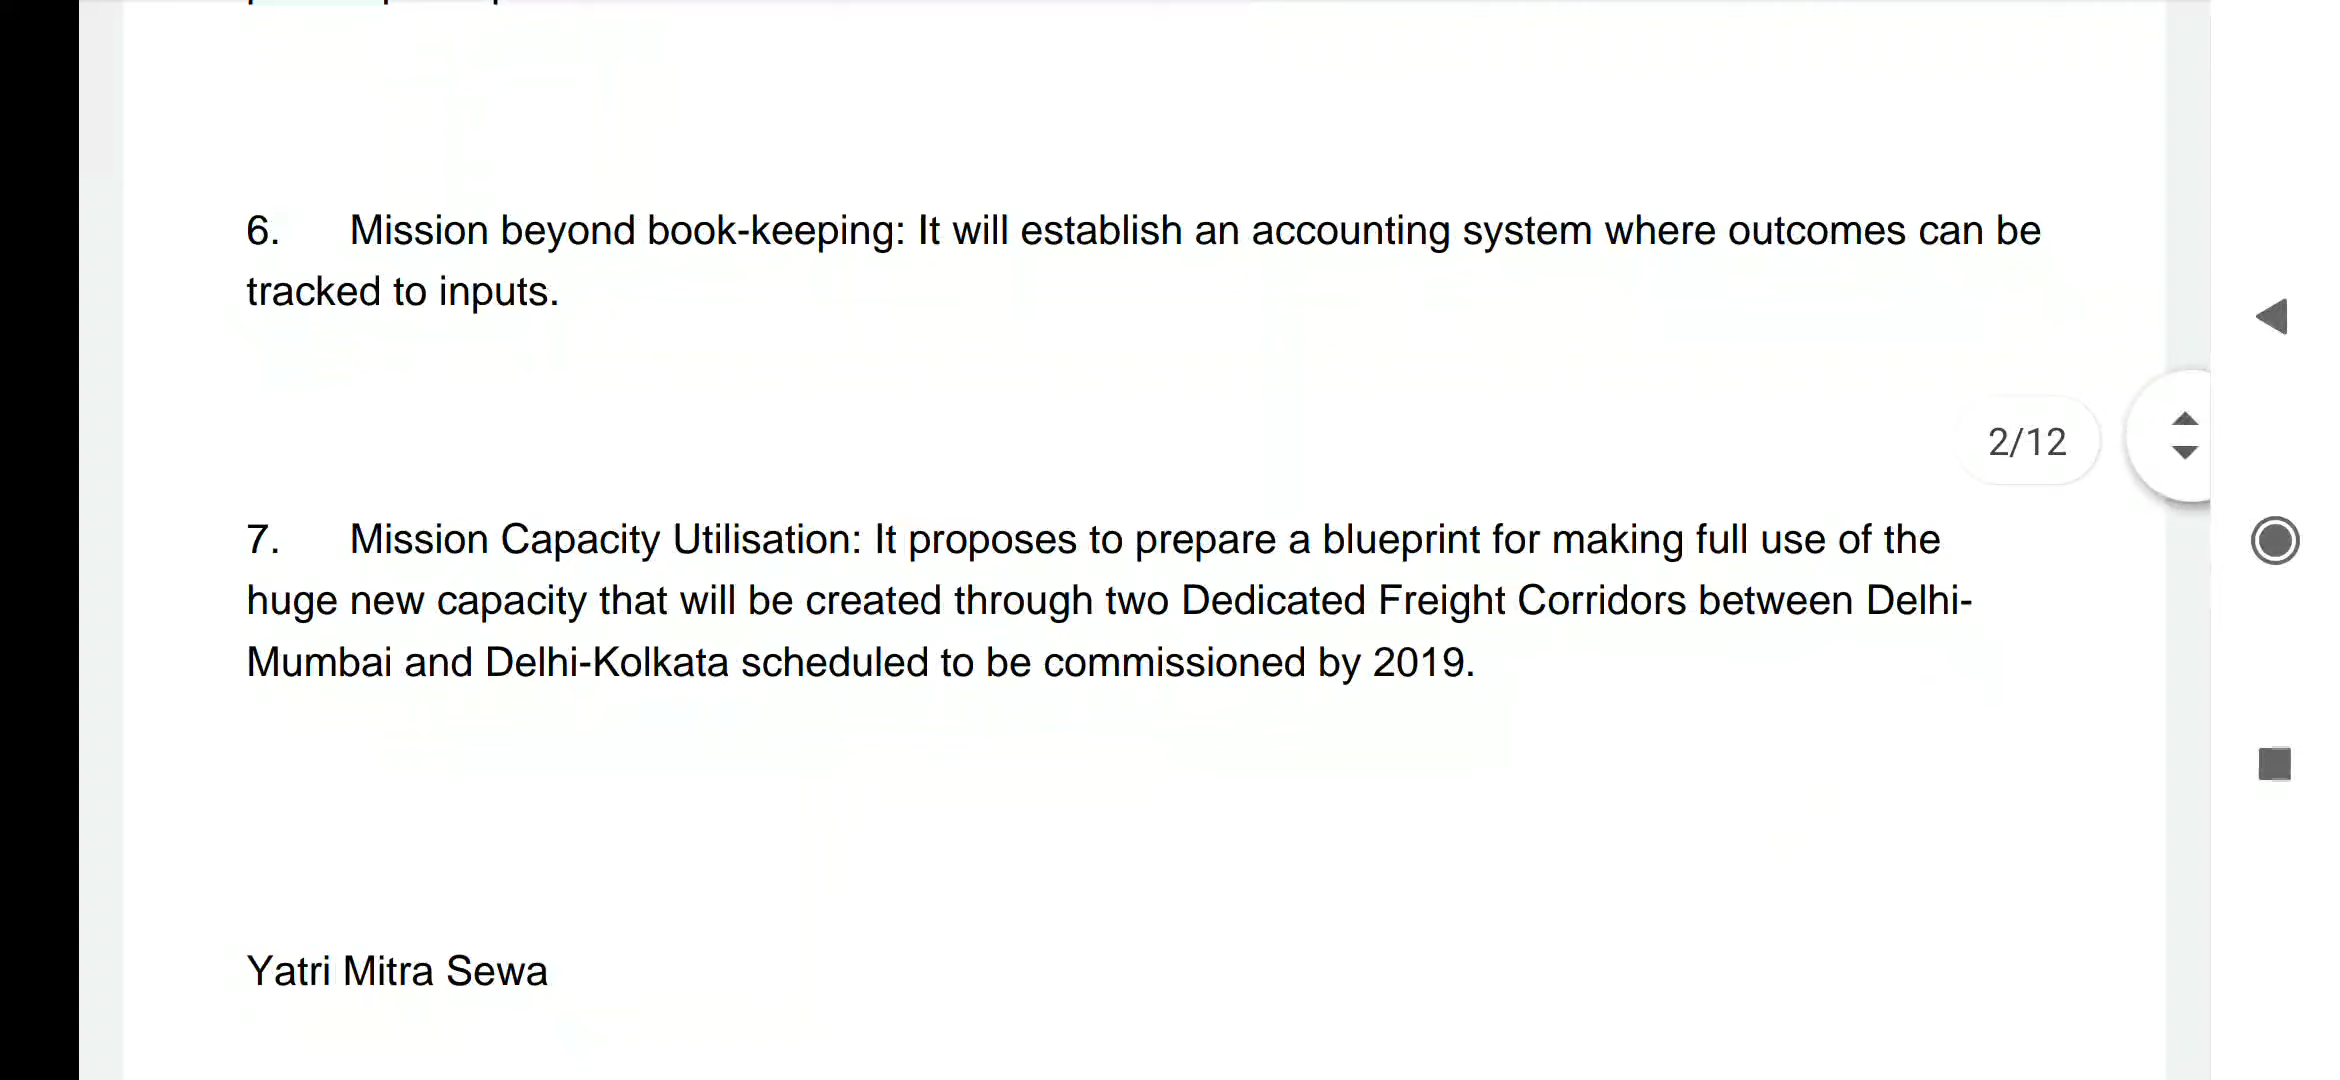 6. Mission beyond book-keeping: It will establish an accounting system where outcomes can be
tracked to inputs.
2/12
7. Mission Capacity Utilisation: It proposes to prepare a blueprint for making full use of the
huge new capacity that will be created through two Dedicated Freight Corridors between Delhi-
Mumbai and Delhi-Kolkata scheduled to be commissioned by 2019.
Yatri Mitra Sewa